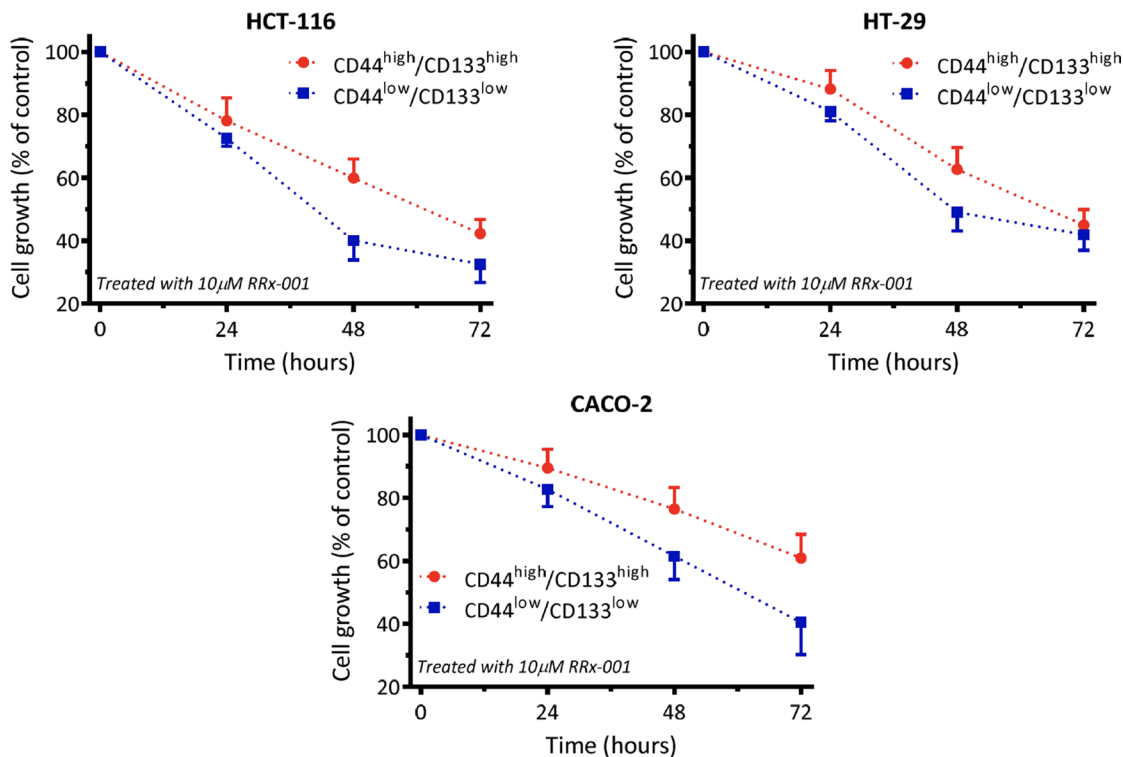 HCT-116
Cell growth (% of control)
100
80
60
40
20
CD44high/CD133high
CD44low/CD133low
Treated with 10μM RRx-001
0 24 48 72
Time (hours)
HT-29
Cell growth (% of control)
100
80
60
40
20
CD44high/CD133high
CD44low/CD133low
Treated with 10μM RRx-001
0 24 48 72
Time (hours)
CACO-2
Cell growth (% of control)
100
80
60
40
20
CD44high/CD133high
CD44low/CD133low
Treated with 10μM RRx-001
0 24 48 72
Time (hours)